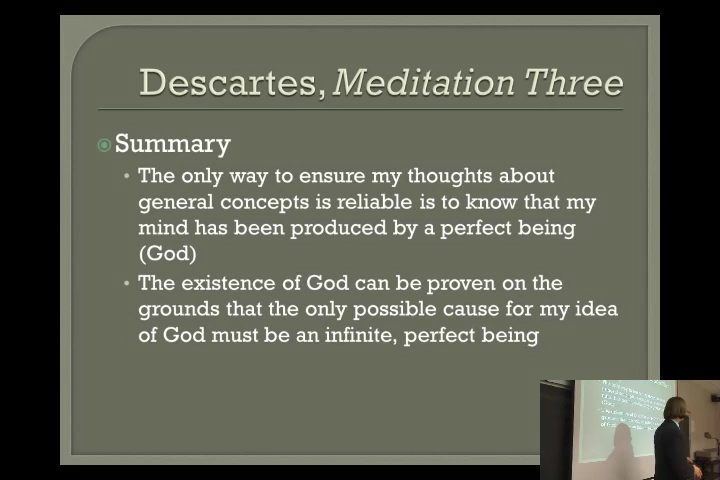 Descartes, Meditation Three
Summary
The only way to ensure my thoughts about
general concepts is reliable is to know that my
mind has been produced by a perfect being
(God)
The existence of God can be proven on the
grounds that the only possible cause for my idea
of God must be an infinite, perfect being